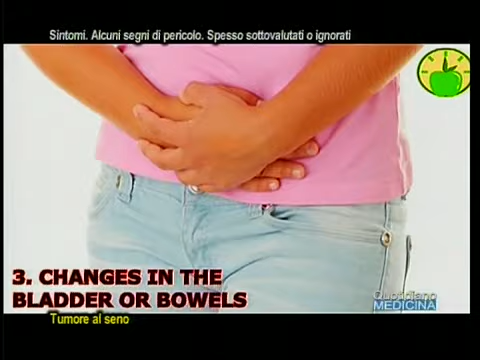 Sintomi. Alcuni segni di pericolo. Spesso sottovalutati o ignorati
3. CHANGES IN THE
BLADDER OR BOWELS
Quotidiano
MEDICINA
Tumore al seno